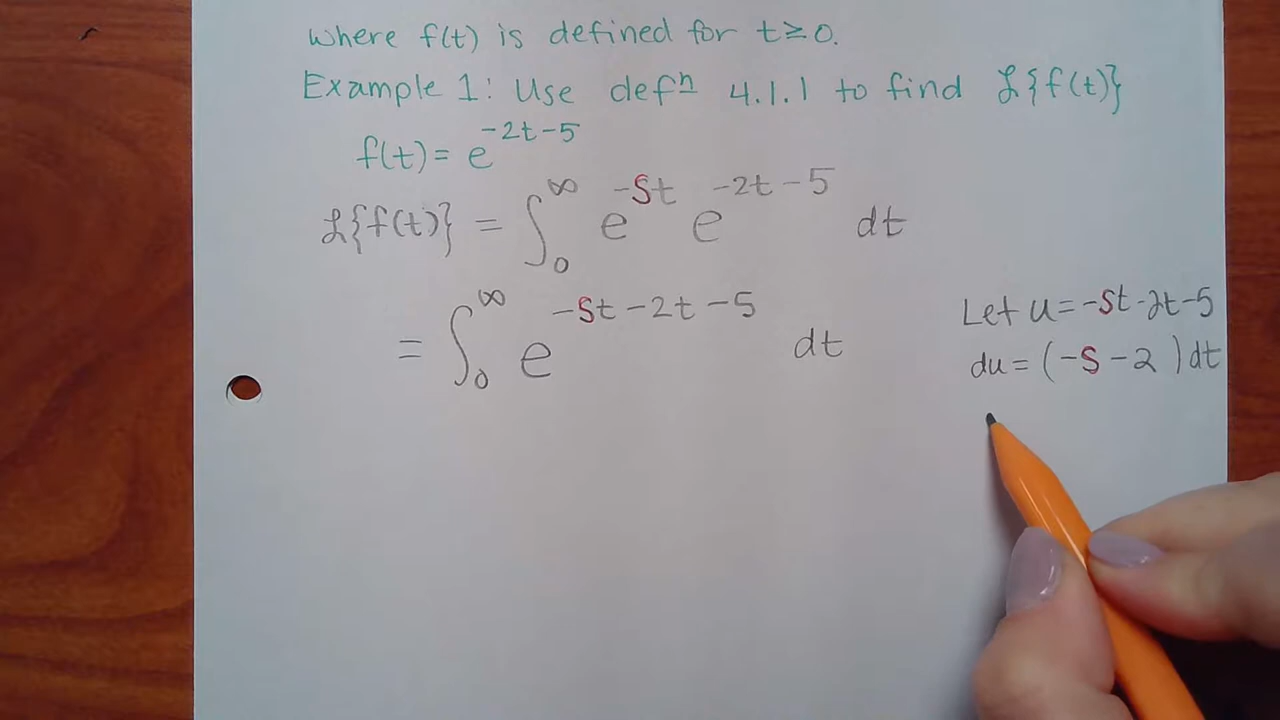 where f(t) is defined for t ≥ 0.
Example 1: Use defⁿ 4.1.1 to find ℒ{f(t)}
f(t) = e^{-2t-5}
ℒ{f(t)} = ∫₀^∞ e^{-st} e^{-2t-5} dt
= ∫₀^∞ e^{-st-2t-5} dt
Let u = -st-2t-5
du = (-s-2)dt